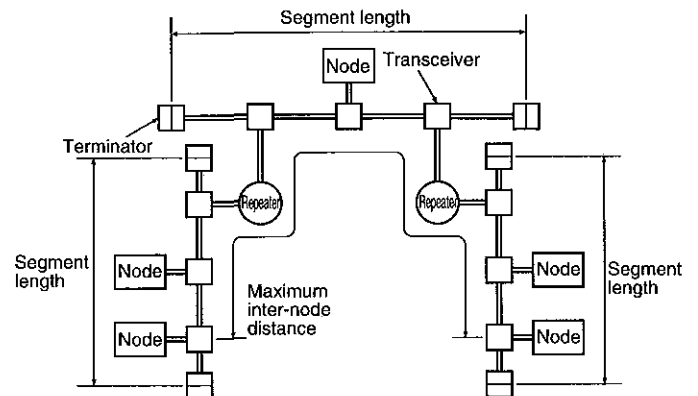 Segment length
Node
Transceiver
Terminator
Repeater
Repeater
Segment
length
Node
Node
Maximum
inter-node
distance
Node
Node
Segment
length